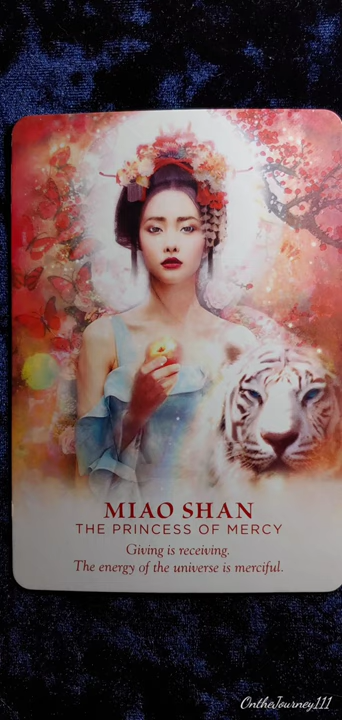 MIAO SHAN
THE PRINCESS OF MERCY
Giving is receiving.
The energy of the universe is merciful.
OntheJourney111